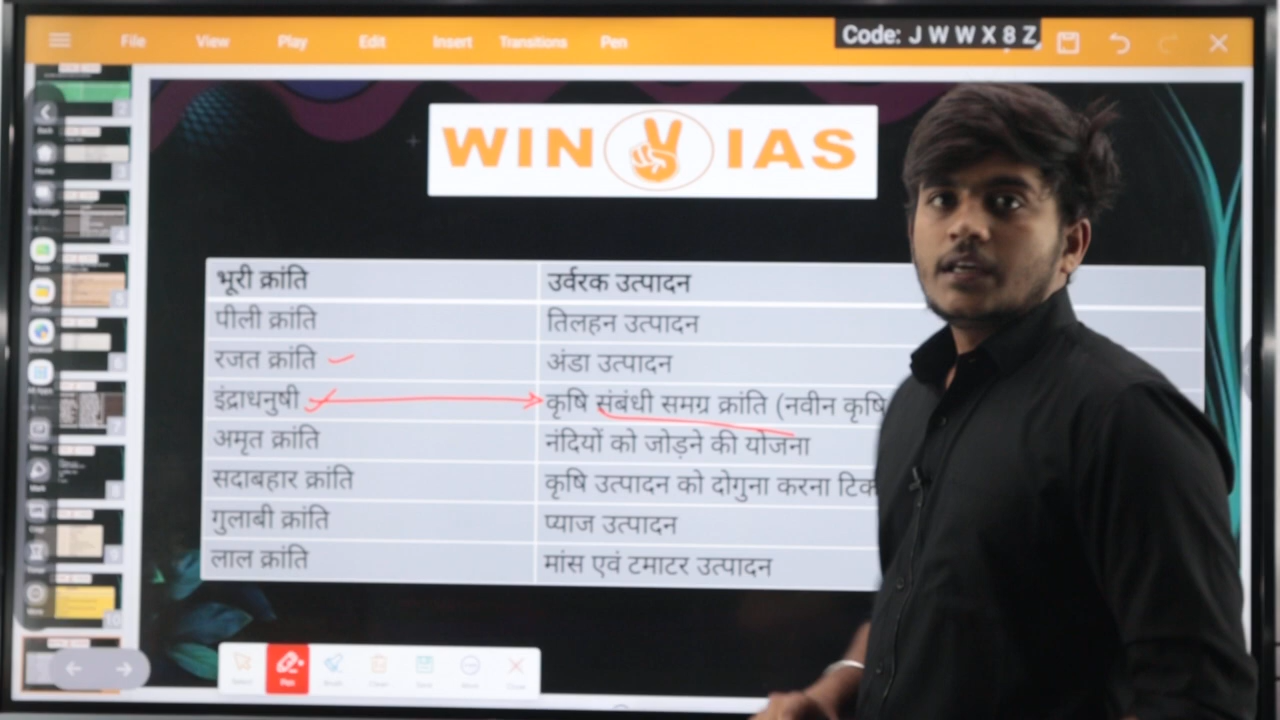 File View Play Edit Insert Transitions Pen
Code: J W W X 8 Z
WIN IAS
भूरी क्रांति उर्वरक उत्पादन
पीली क्रांति तिलहन उत्पादन
रजत क्रांति अंडा उत्पादन
इंद्राधनुषी कृषि संबंधी समग्र क्रांति (नवीन कृषि
अमृत क्रांति नंदियों को जोड़ने की योजना
सदाबहार क्रांति कृषि उत्पादन को दोगुना करना
गुलाबी क्रांति प्याज उत्पादन
लाल क्रांति मांस एवं टमाटर उत्पादन